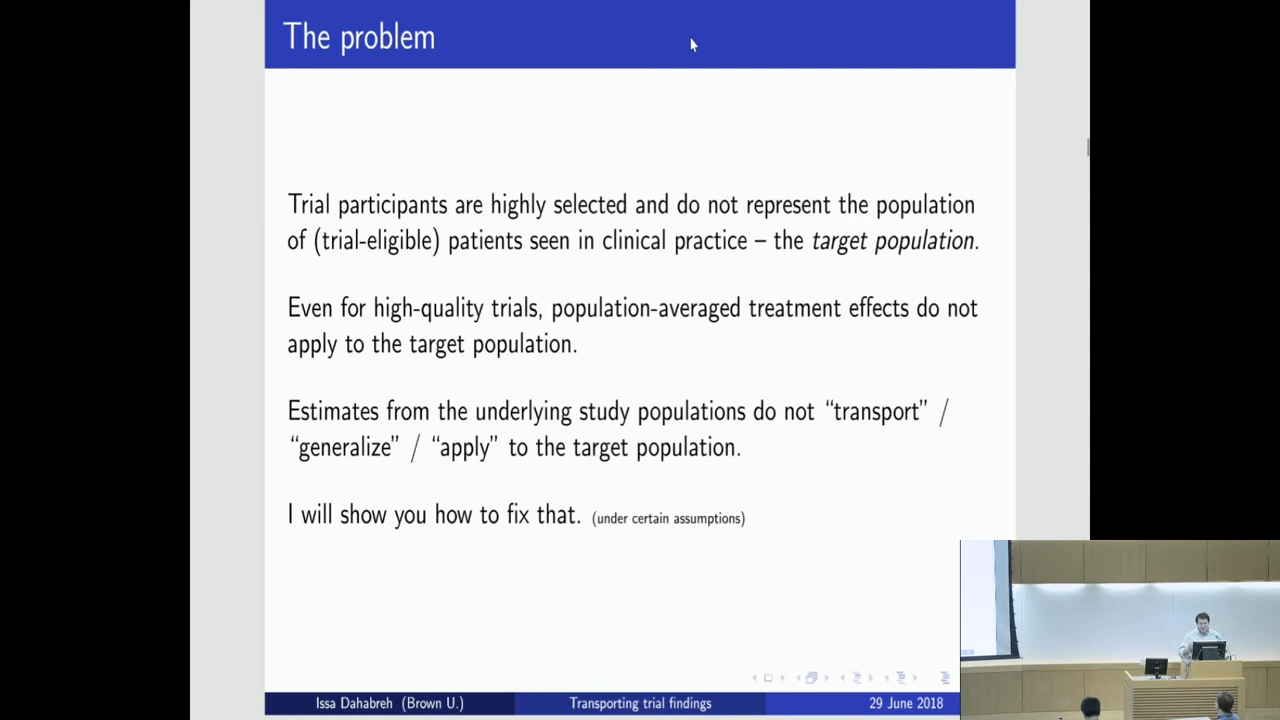 The problem
Trial participants are highly selected and do not represent the population
of (trial-eligible) patients seen in clinical practice – the target population.
Even for high-quality trials, population-averaged treatment effects do not
apply to the target population.
Estimates from the underlying study populations do not “transport” /
“generalize” / “apply” to the target population.
I will show you how to fix that. (under certain assumptions)
Issa Dahabreh (Brown U.) Transporting trial findings 29 June 2018